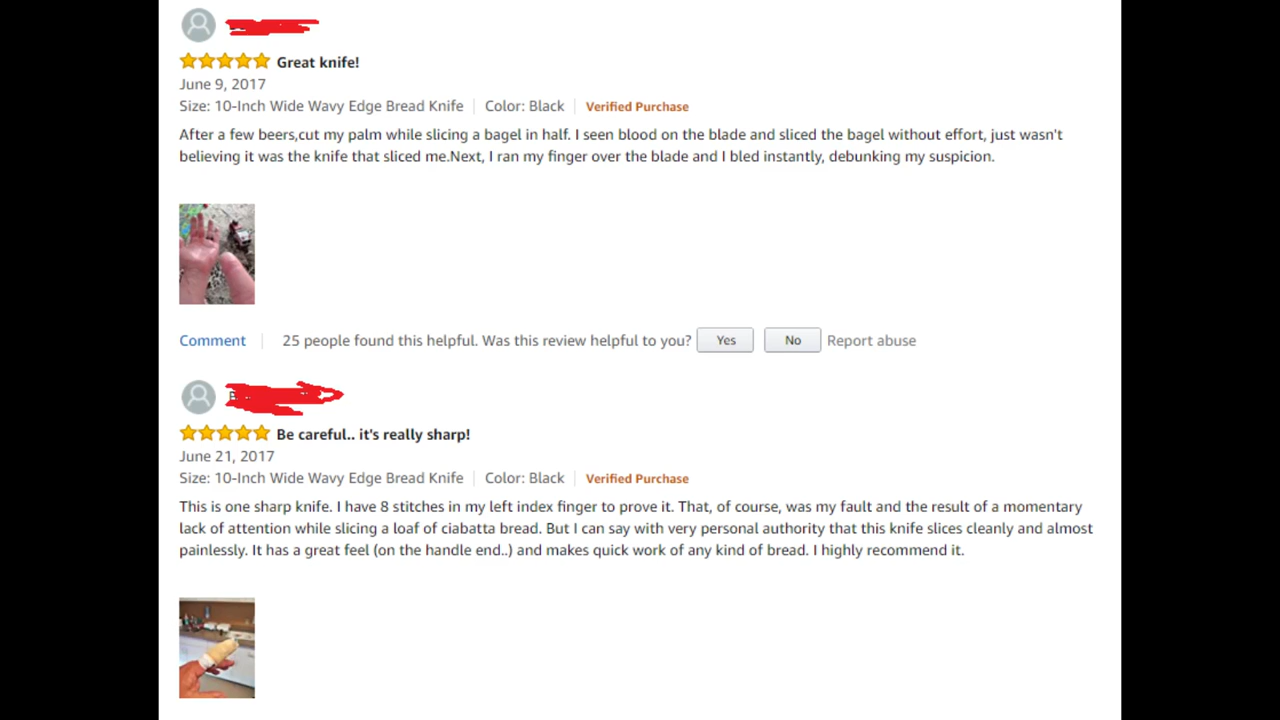 Great knife!
June 9, 2017
Size: 10-Inch Wide Wavy Edge Bread Knife Color: Black Verified Purchase
After a few beers,cut my palm while slicing a bagel in half. I seen blood on the blade and sliced the bagel without effort, just wasn't
believing it was the knife that sliced me.Next, I ran my finger over the blade and I bled instantly, debunking my suspicion.
Comment 25 people found this helpful. Was this review helpful to you? Yes No Report abuse
Be careful.. it's really sharp!
June 21, 2017
Size: 10-Inch Wide Wavy Edge Bread Knife Color: Black Verified Purchase
This is one sharp knife. I have 8 stitches in my left index finger to prove it. That, of course, was my fault and the result of a momentary
lack of attention while slicing a loaf of ciabatta bread. But I can say with very personal authority that this knife slices cleanly and almost
painlessly. It has a great feel (on the handle end..) and makes quick work of any kind of bread. I highly recommend it.